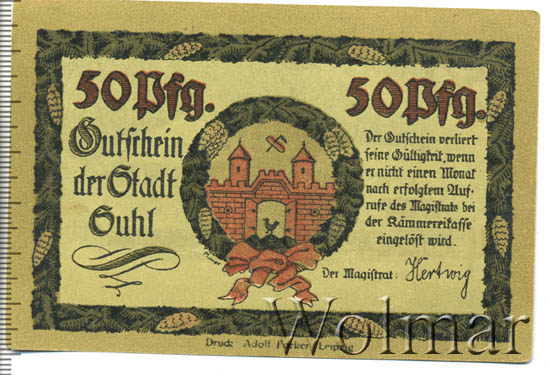 50 Pfg.
50 Pfg.
Gutschein
der Stadt
Suhl
Der Gutschein verliert
seine Gültigkeit, wenn
er nicht einen Monat
nach erfolgtem Auf-
rufe des Magistrats bei
der Kämmereikasse
eingelöst wird.
Der Magistrat: Hertwig
Druck Adolf Leipzig
Wolmar